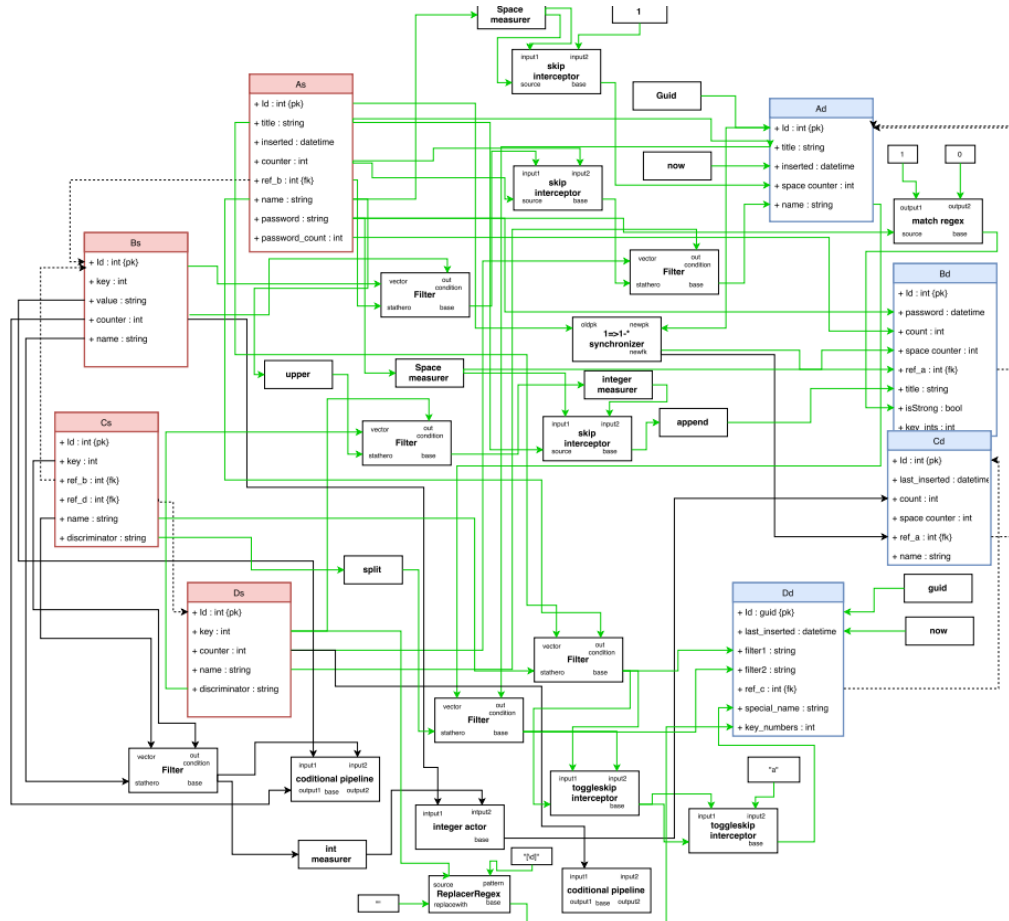 Space
measurer
1
input1 input2
skip
interceptor
source base
As
+ Id : int {pk}
+ title : string
+ inserted : datetime
+ counter : int
+ ref_b : int {fk}
+ name : string
+ password : string
+ password_count : int
Guid
now
Ad
+ Id : int {pk}
+ title : string
+ inserted : datetime
+ space counter : int
+ name : string
1
0
output1 output2
match regex
source base
input1 input2
skip
interceptor
source base
Bs
+ Id : int {pk}
+ key : int
+ value : string
+ counter : int
+ name : string
vector out
condition
Filter
stathero base
vector out
condition
Filter
stathero base
Bd
+ Id : int {pk}
+ password : datetime
+ count : int
+ space counter : int
+ ref_a : int {fk}
+ title : string
+ isStrong : bool
+ key_ints : int
oldpk newpk
1=>1-*
synchronizer
newfk
upper
Space
measurer
integer
measurer
vector out
condition
Filter
stathero base
input1 input2
skip
interceptor
source base
append
Cs
+ Id : int {pk}
+ key : int
+ ref_b : int {fk}
+ ref_d : int {fk}
+ name : string
+ discriminator : string
Cd
+ Id : int {pk}
+ last_inserted : datetime
+ count : int
+ space counter : int
+ ref_a : int {fk}
+ name : string
split
Ds
+ Id : int {pk}
+ key : int
+ counter : int
+ name : string
+ discriminator : string
Dd
+ Id : guid {pk}
+ last_inserted : datetime
+ filter1 : string
+ filter2 : string
+ ref_c : int {fk}
+ special_name : string
+ key_numbers : int
guid
now
vector out
condition
Filter
stathero base
vector out
condition
Filter
stathero base
vector out
condition
Filter
stathero base
input1 input2
coditional pipeline
output1 base output2
input1 input2
toggleskip
interceptor
base
"a"
input1 input2
toggleskip
interceptor
base
intput1 intput2
integer actor
base
int
measurer
"[\d]"
""
source pattern
ReplacerRegex
replacewith base
input1 input2
coditional pipeline
output1 base output2